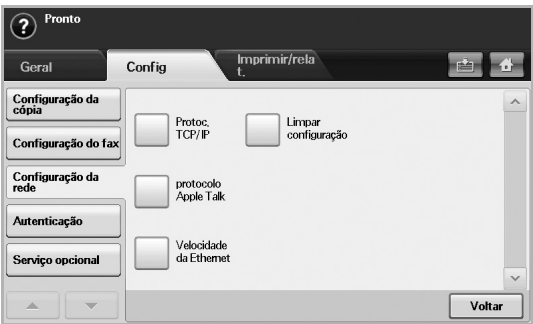 ? Pronto
Geral
Config
Imprimir/rela
t.
Configuração da
cópia
Configuração do fax
Configuração da
rede
Autenticação
Serviço opcional
Protoc.
TCP/IP
Limpar
configuração
protocolo
Apple Talk
Velocidade
da Ethernet
Voltar